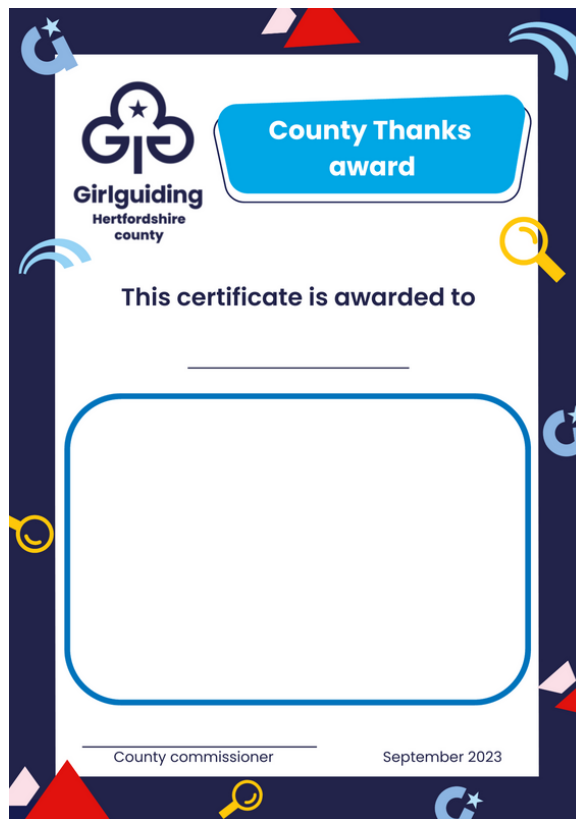 County Thanks
award
Girlguiding
Hertfordshire
county
This certificate is awarded to
County commissioner
September 2023